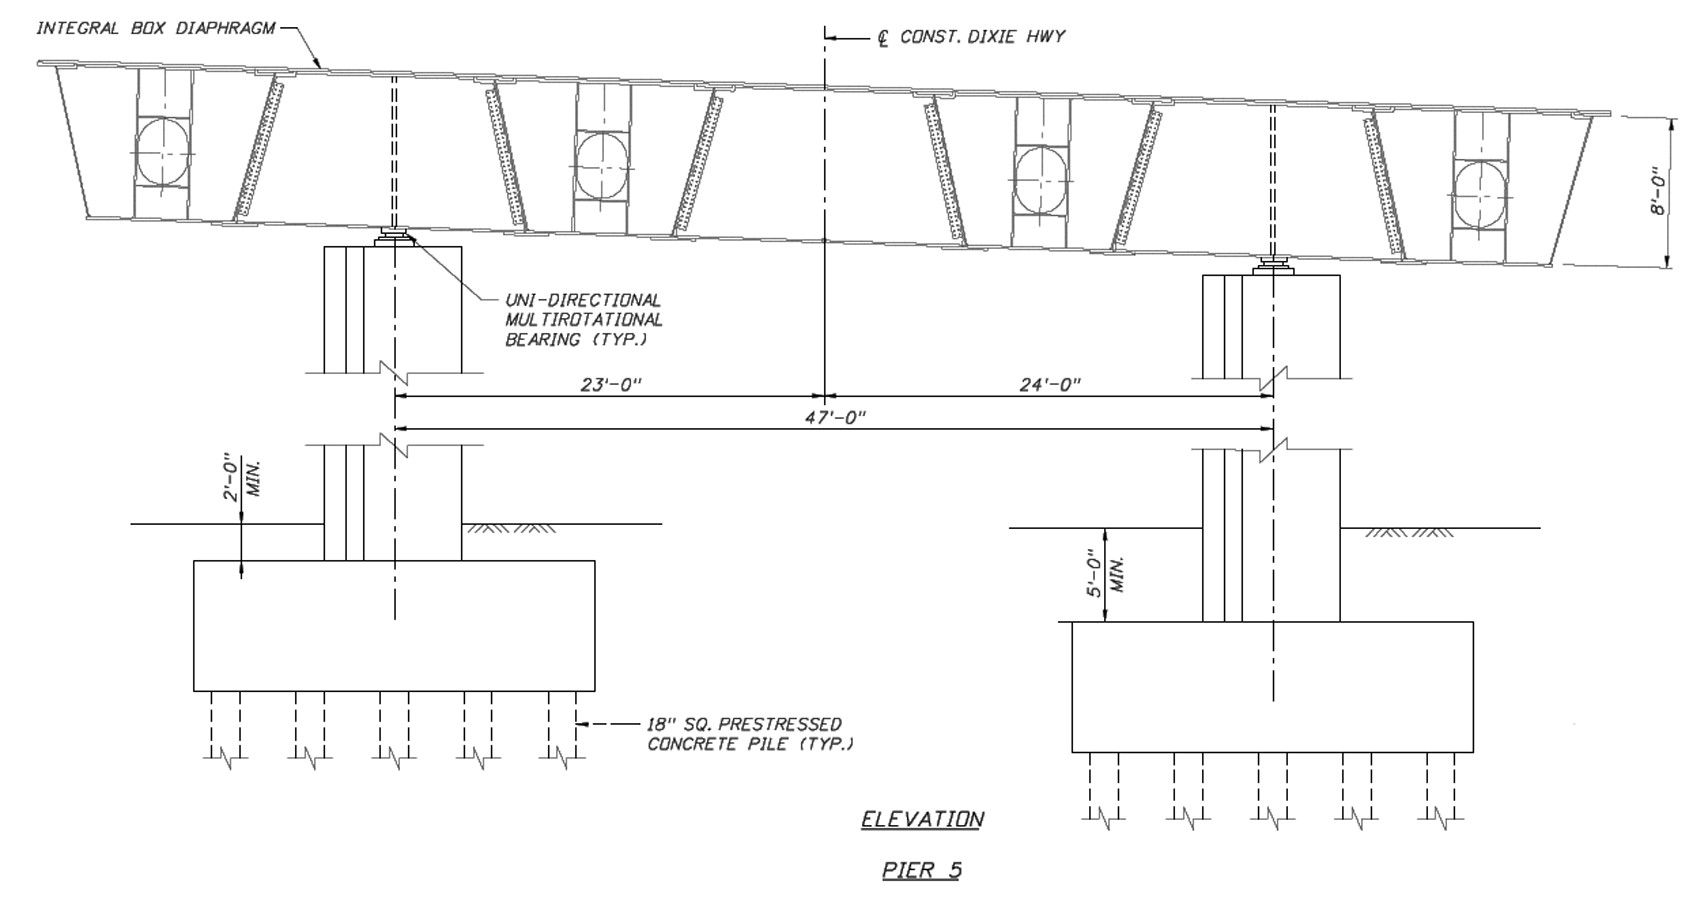 INTEGRAL BOX DIAPHRAGM
℄ CONST. DIXIE HWY
8'-0"
UNI-DIRECTIONAL
MULTIROTATIONAL
BEARING (TYP.)
23'-0"
24'-0"
47'-0"
2'-0"
MIN.
5'-0"
MIN.
18" SQ. PRESTRESSED
CONCRETE PILE (TYP.)
ELEVATION
PIER 5